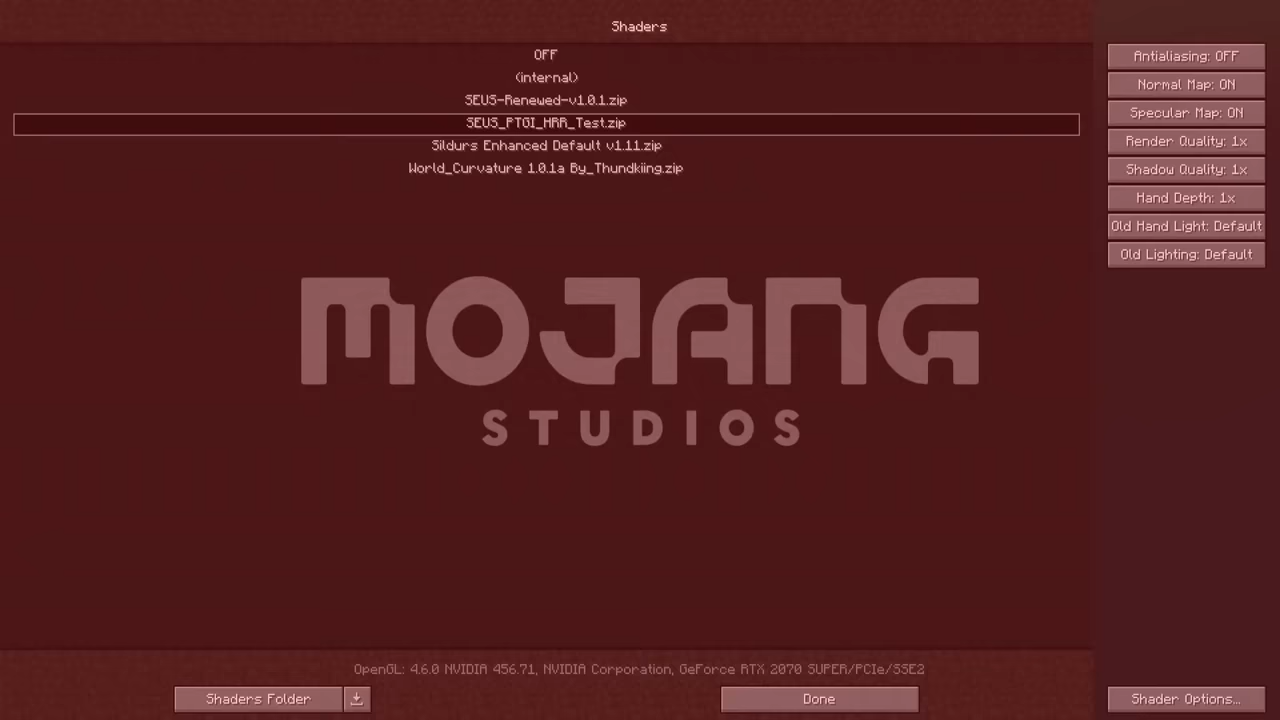 Shaders
OFF
(internal)
SEUS-Renewed-v1.0.1.zip
SEUS_PTGI_HRR_Test.zip
Sildurs Enhanced Default v1.11.zip
World_Curvature 1.0.1a By_Thundkiing.zip
Antialiasing: OFF
Normal Map: ON
Specular Map: ON
Render Quality: 1x
Shadow Quality: 1x
Hand Depth: 1x
Old Hand Light: Default
Old Lighting: Default
MOJANG
STUDIOS
OpenGL: 4.6.0 NVIDIA 456.71, NVIDIA Corporation, GeForce RTX 2070 SUPER/PCIe/SSE2
Shaders Folder
Done
Shader Options...